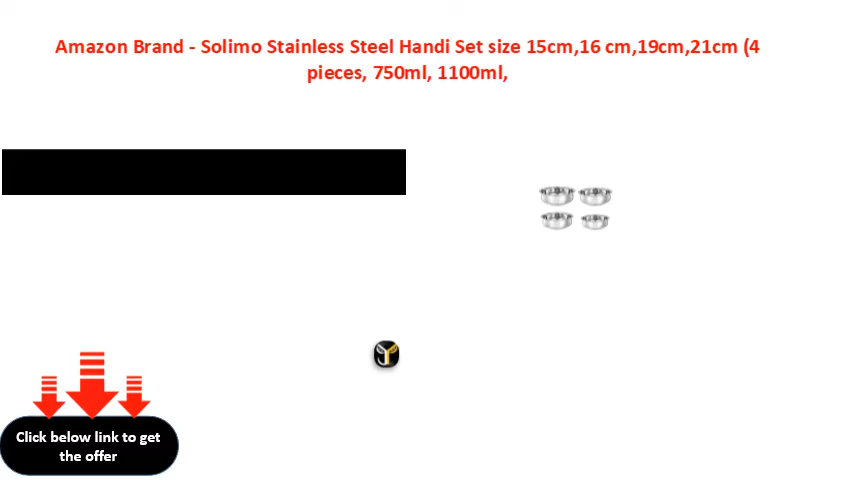 Amazon Brand - Solimo Stainless Steel Handi Set size 15cm,16 cm,19cm,21cm (4
pieces, 750ml, 1100ml,
Click below link to get
the offer